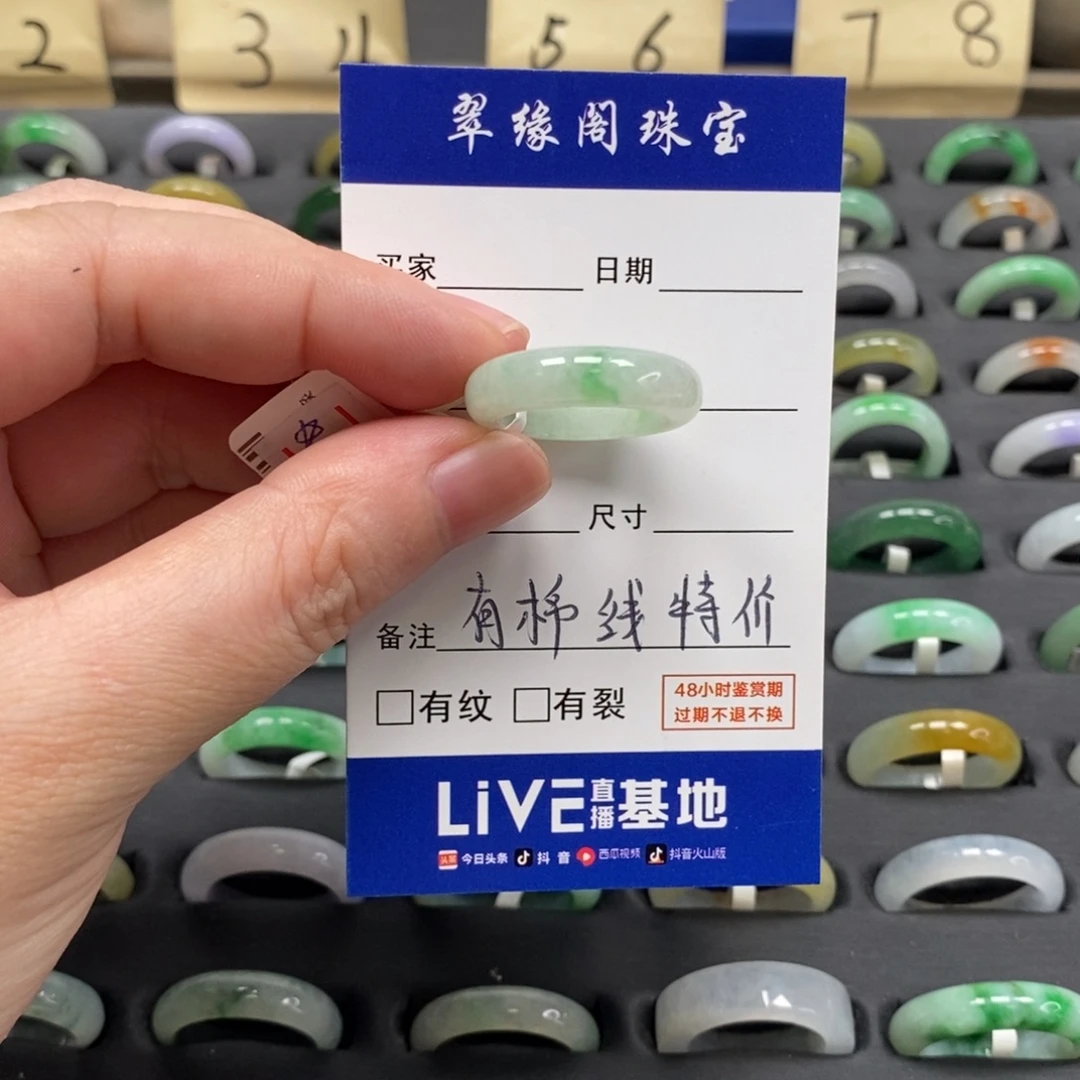 2 3 4 5 6 7 8
翠缘阁珠宝
买家 日期
尺寸
备注 有棉线特价
有纹 有裂
48小时鉴赏期
过期不退不换
LiVE直播基地
头条 今日头条 抖音 西瓜视频 抖音火山版